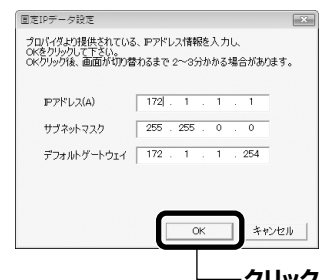 固定IPデータ設定
プロバイダより提供されている、IPアドレス情報を入力し、
OKをクリックして下さい。
OKクリック後、画面が切り替わるまで 2～3分かかる場合があります。
IPアドレス(A) 172 . 1 . 1 . 1
サブネットマスク 255 . 255 . 0 . 0
デフォルトゲートウェイ 172 . 1 . 1 . 254
OK キャンセル
クリック